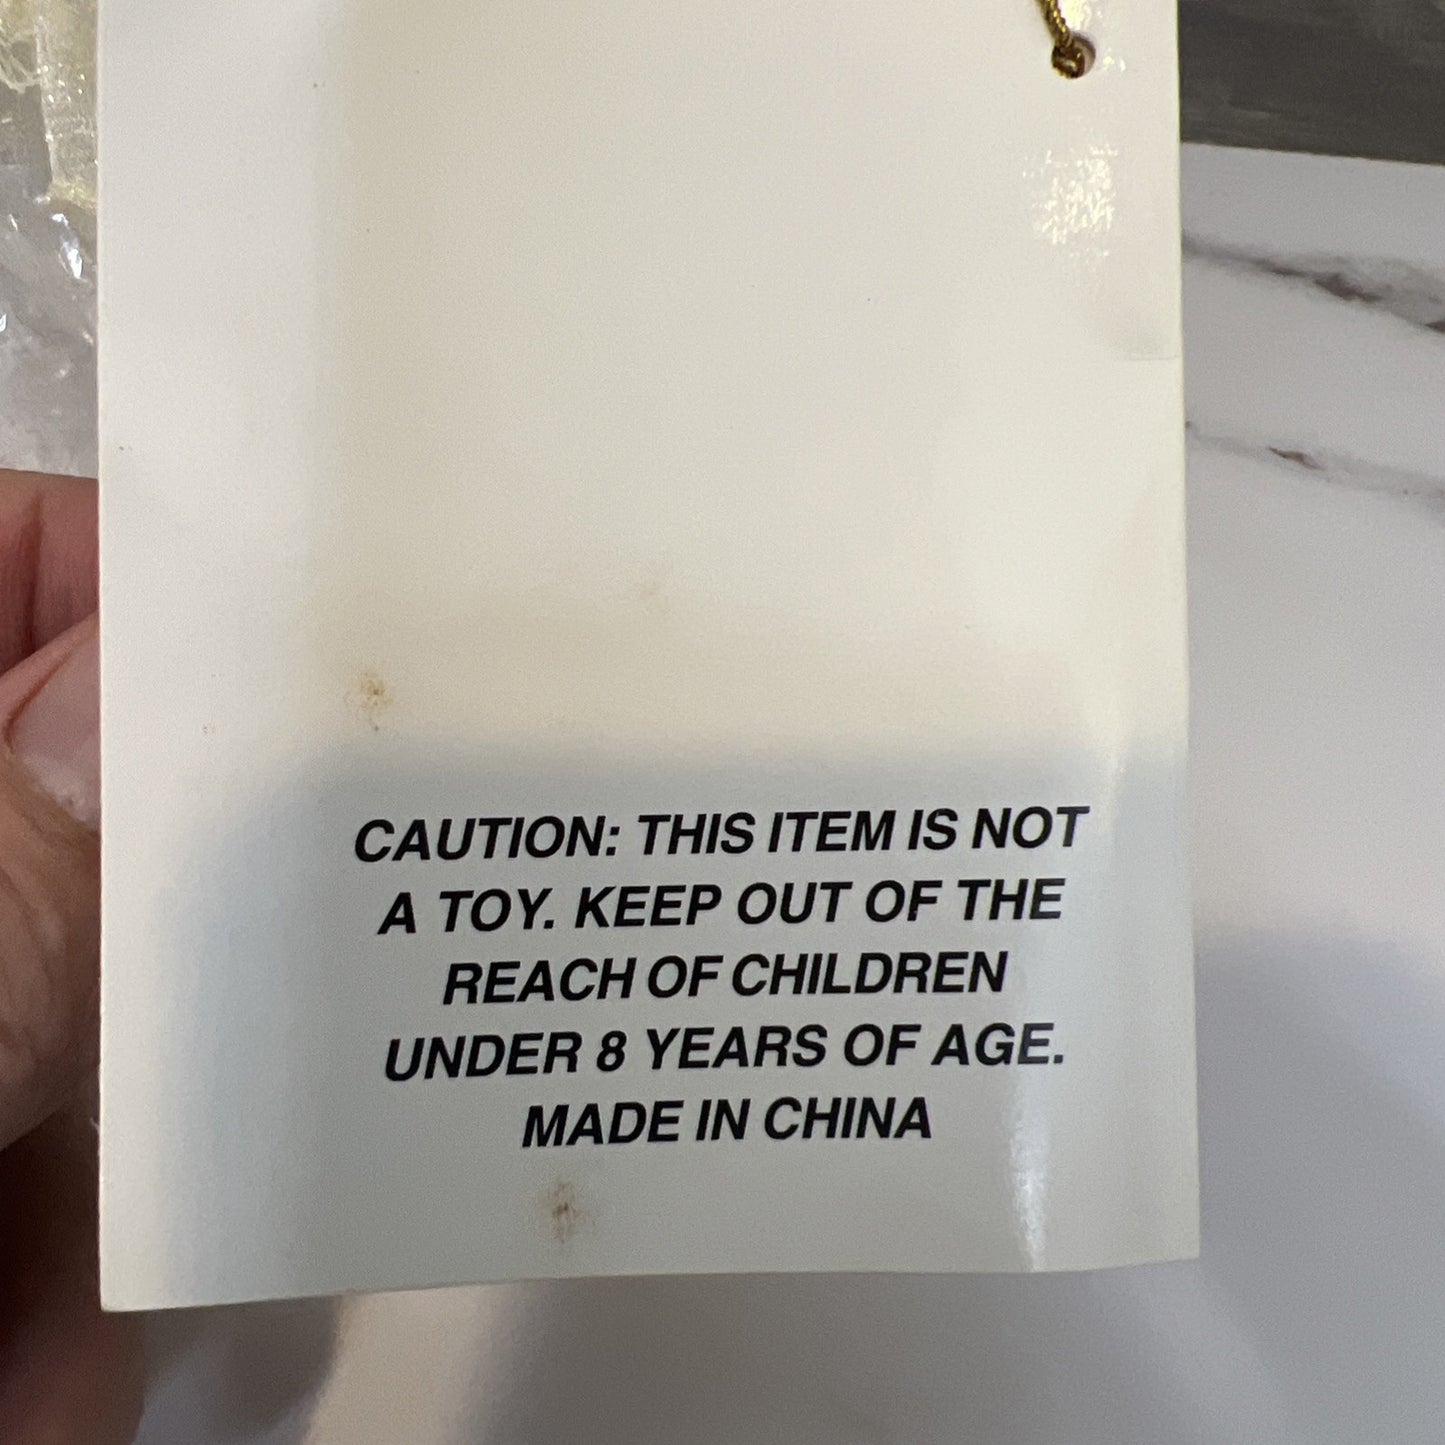 CAUTION: THIS ITEM IS NOT
A TOY. KEEP OUT OF THE
REACH OF CHILDREN
UNDER 8 YEARS OF AGE.
MADE IN CHINA